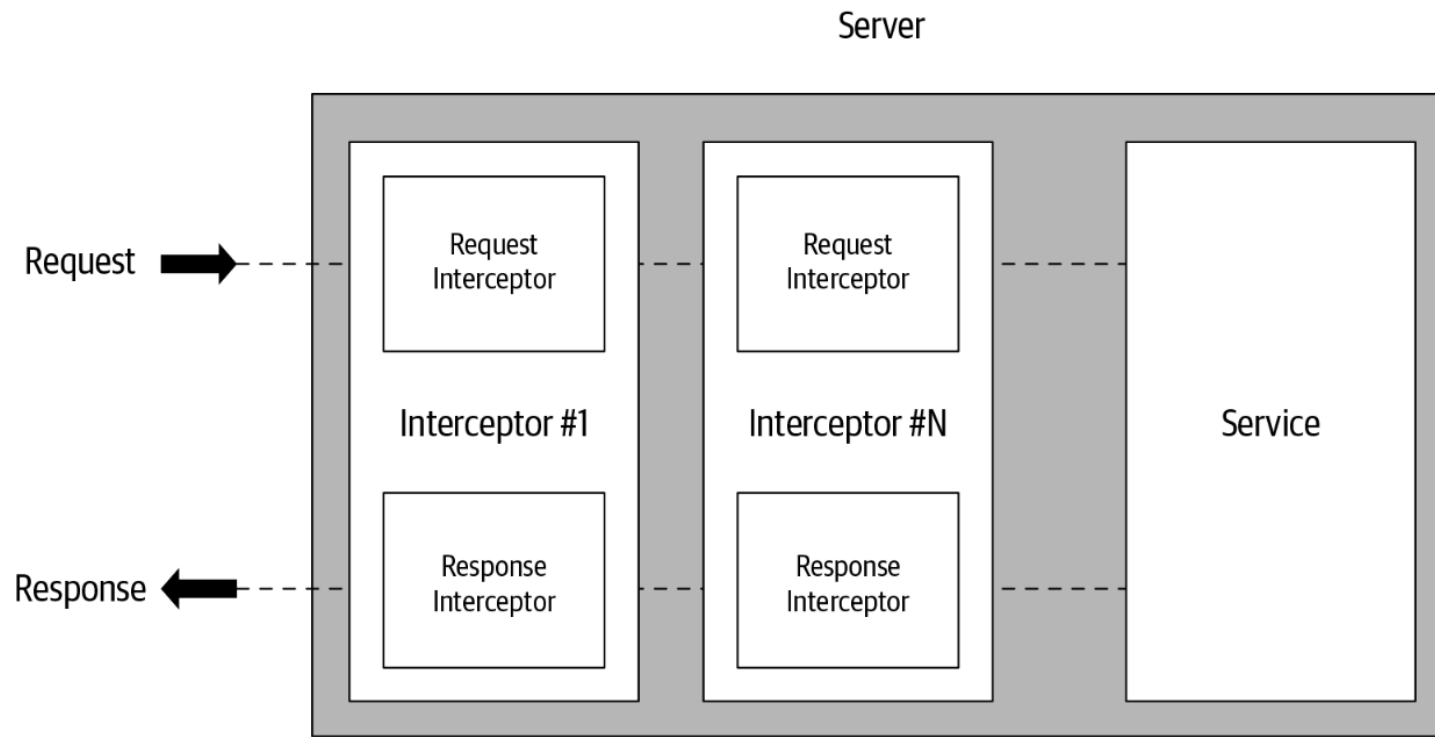 Server
Request
Request
Interceptor
Request
Interceptor
Interceptor #1
Interceptor #N
Service
Response
Response
Interceptor
Response
Interceptor